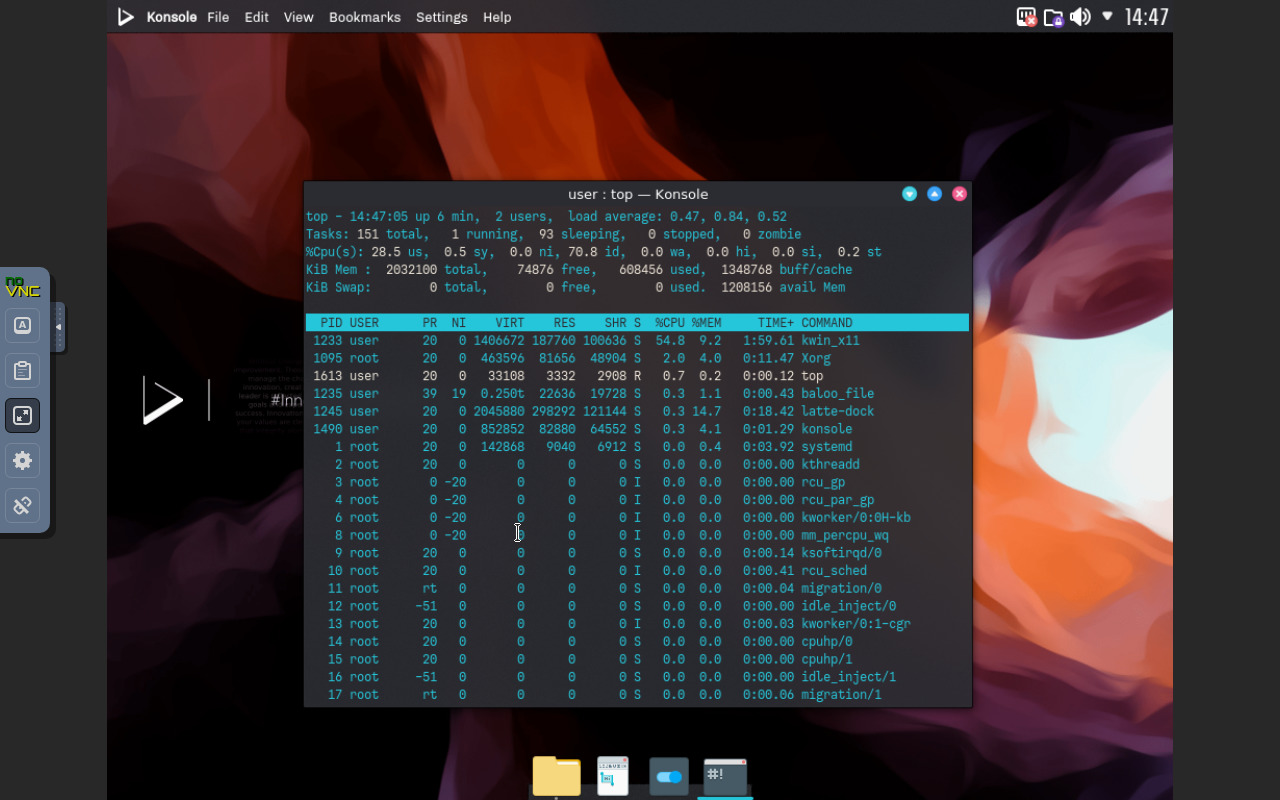 Konsole File Edit View Bookmarks Settings Help 14:47
user : top — Konsole
top - 14:47:05 up 6 min, 2 users, load average: 0.47, 0.84, 0.52
Tasks: 151 total, 1 running, 93 sleeping, 0 stopped, 0 zombie
%Cpu(s): 28.5 us, 0.5 sy, 0.0 ni, 70.8 id, 0.0 wa, 0.0 hi, 0.0 si, 0.2 st
KiB Mem : 2032100 total, 74876 free, 608456 used, 1348768 buff/cache
KiB Swap: 0 total, 0 free, 0 used. 1208156 avail Mem
PID USER PR NI VIRT RES SHR S %CPU %MEM TIME+ COMMAND
1233 user 20 0 1406672 187760 100636 S 54.8 9.2 1:59.61 kwin_x11
1095 root 20 0 463596 81656 48904 S 2.0 4.0 0:11.47 Xorg
1613 user 20 0 33108 3332 2908 R 0.7 0.2 0:00.12 top
1235 user 39 19 0.250t 22636 19728 S 0.3 1.1 0:00.43 baloo_file
1245 user 20 0 2045880 298292 121144 S 0.3 14.7 0:18.42 latte-dock
1490 user 20 0 852852 82880 64552 S 0.3 4.1 0:01.29 konsole
1 root 20 0 142868 9040 6912 S 0.0 0.4 0:03.92 systemd
2 root 20 0 0 0 0 S 0.0 0.0 0:00.00 kthreadd
3 root 0 -20 0 0 0 I 0.0 0.0 0:00.00 rcu_gp
4 root 0 -20 0 0 0 I 0.0 0.0 0:00.00 rcu_par_gp
6 root 0 -20 0 0 0 I 0.0 0.0 0:00.00 kworker/0:0H-kb
8 root 0 -20 0 0 0 I 0.0 0.0 0:00.00 mm_percpu_wq
9 root 20 0 0 0 0 S 0.0 0.0 0:00.14 ksoftirqd/0
10 root 20 0 0 0 0 I 0.0 0.0 0:00.41 rcu_sched
11 root rt 0 0 0 0 S 0.0 0.0 0:00.04 migration/0
12 root -51 0 0 0 0 S 0.0 0.0 0:00.00 idle_inject/0
13 root 20 0 0 0 0 I 0.0 0.0 0:00.03 kworker/0:1-cgr
14 root 20 0 0 0 0 S 0.0 0.0 0:00.00 cpuhp/0
15 root 20 0 0 0 0 S 0.0 0.0 0:00.00 cpuhp/1
16 root -51 0 0 0 0 S 0.0 0.0 0:00.00 idle_inject/1
17 root rt 0 0 0 0 S 0.0 0.0 0:00.06 migration/1
no
VNC
A
#Inn
#!